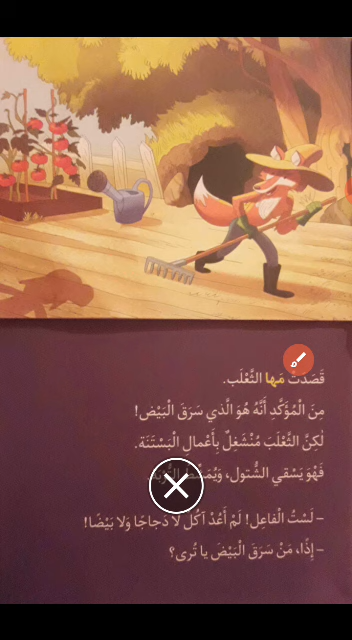 قَصَدَتْ مَها الثَّعْلَب.
مِنَ الْمُؤَكَّدِ أَنَّهُ هُوَ الَّذي سَرَقَ الْبَيْض!
لٰكِنَّ الثَّعْلَبَ مُنْشَغِلٌ بِأَعْمالِ الْبَسْتَنَة.
فَهُوَ يَسْقي الشُّتول، وَيُمَشِّطُ التُّرْبَة.
– لَسْتُ الْفاعِل! لَمْ أَعُدْ آكُلُ لا دَجاجًا وَلا بَيْضًا!
– إِذًا، مَنْ سَرَقَ الْبَيْضَ يا تُرى؟